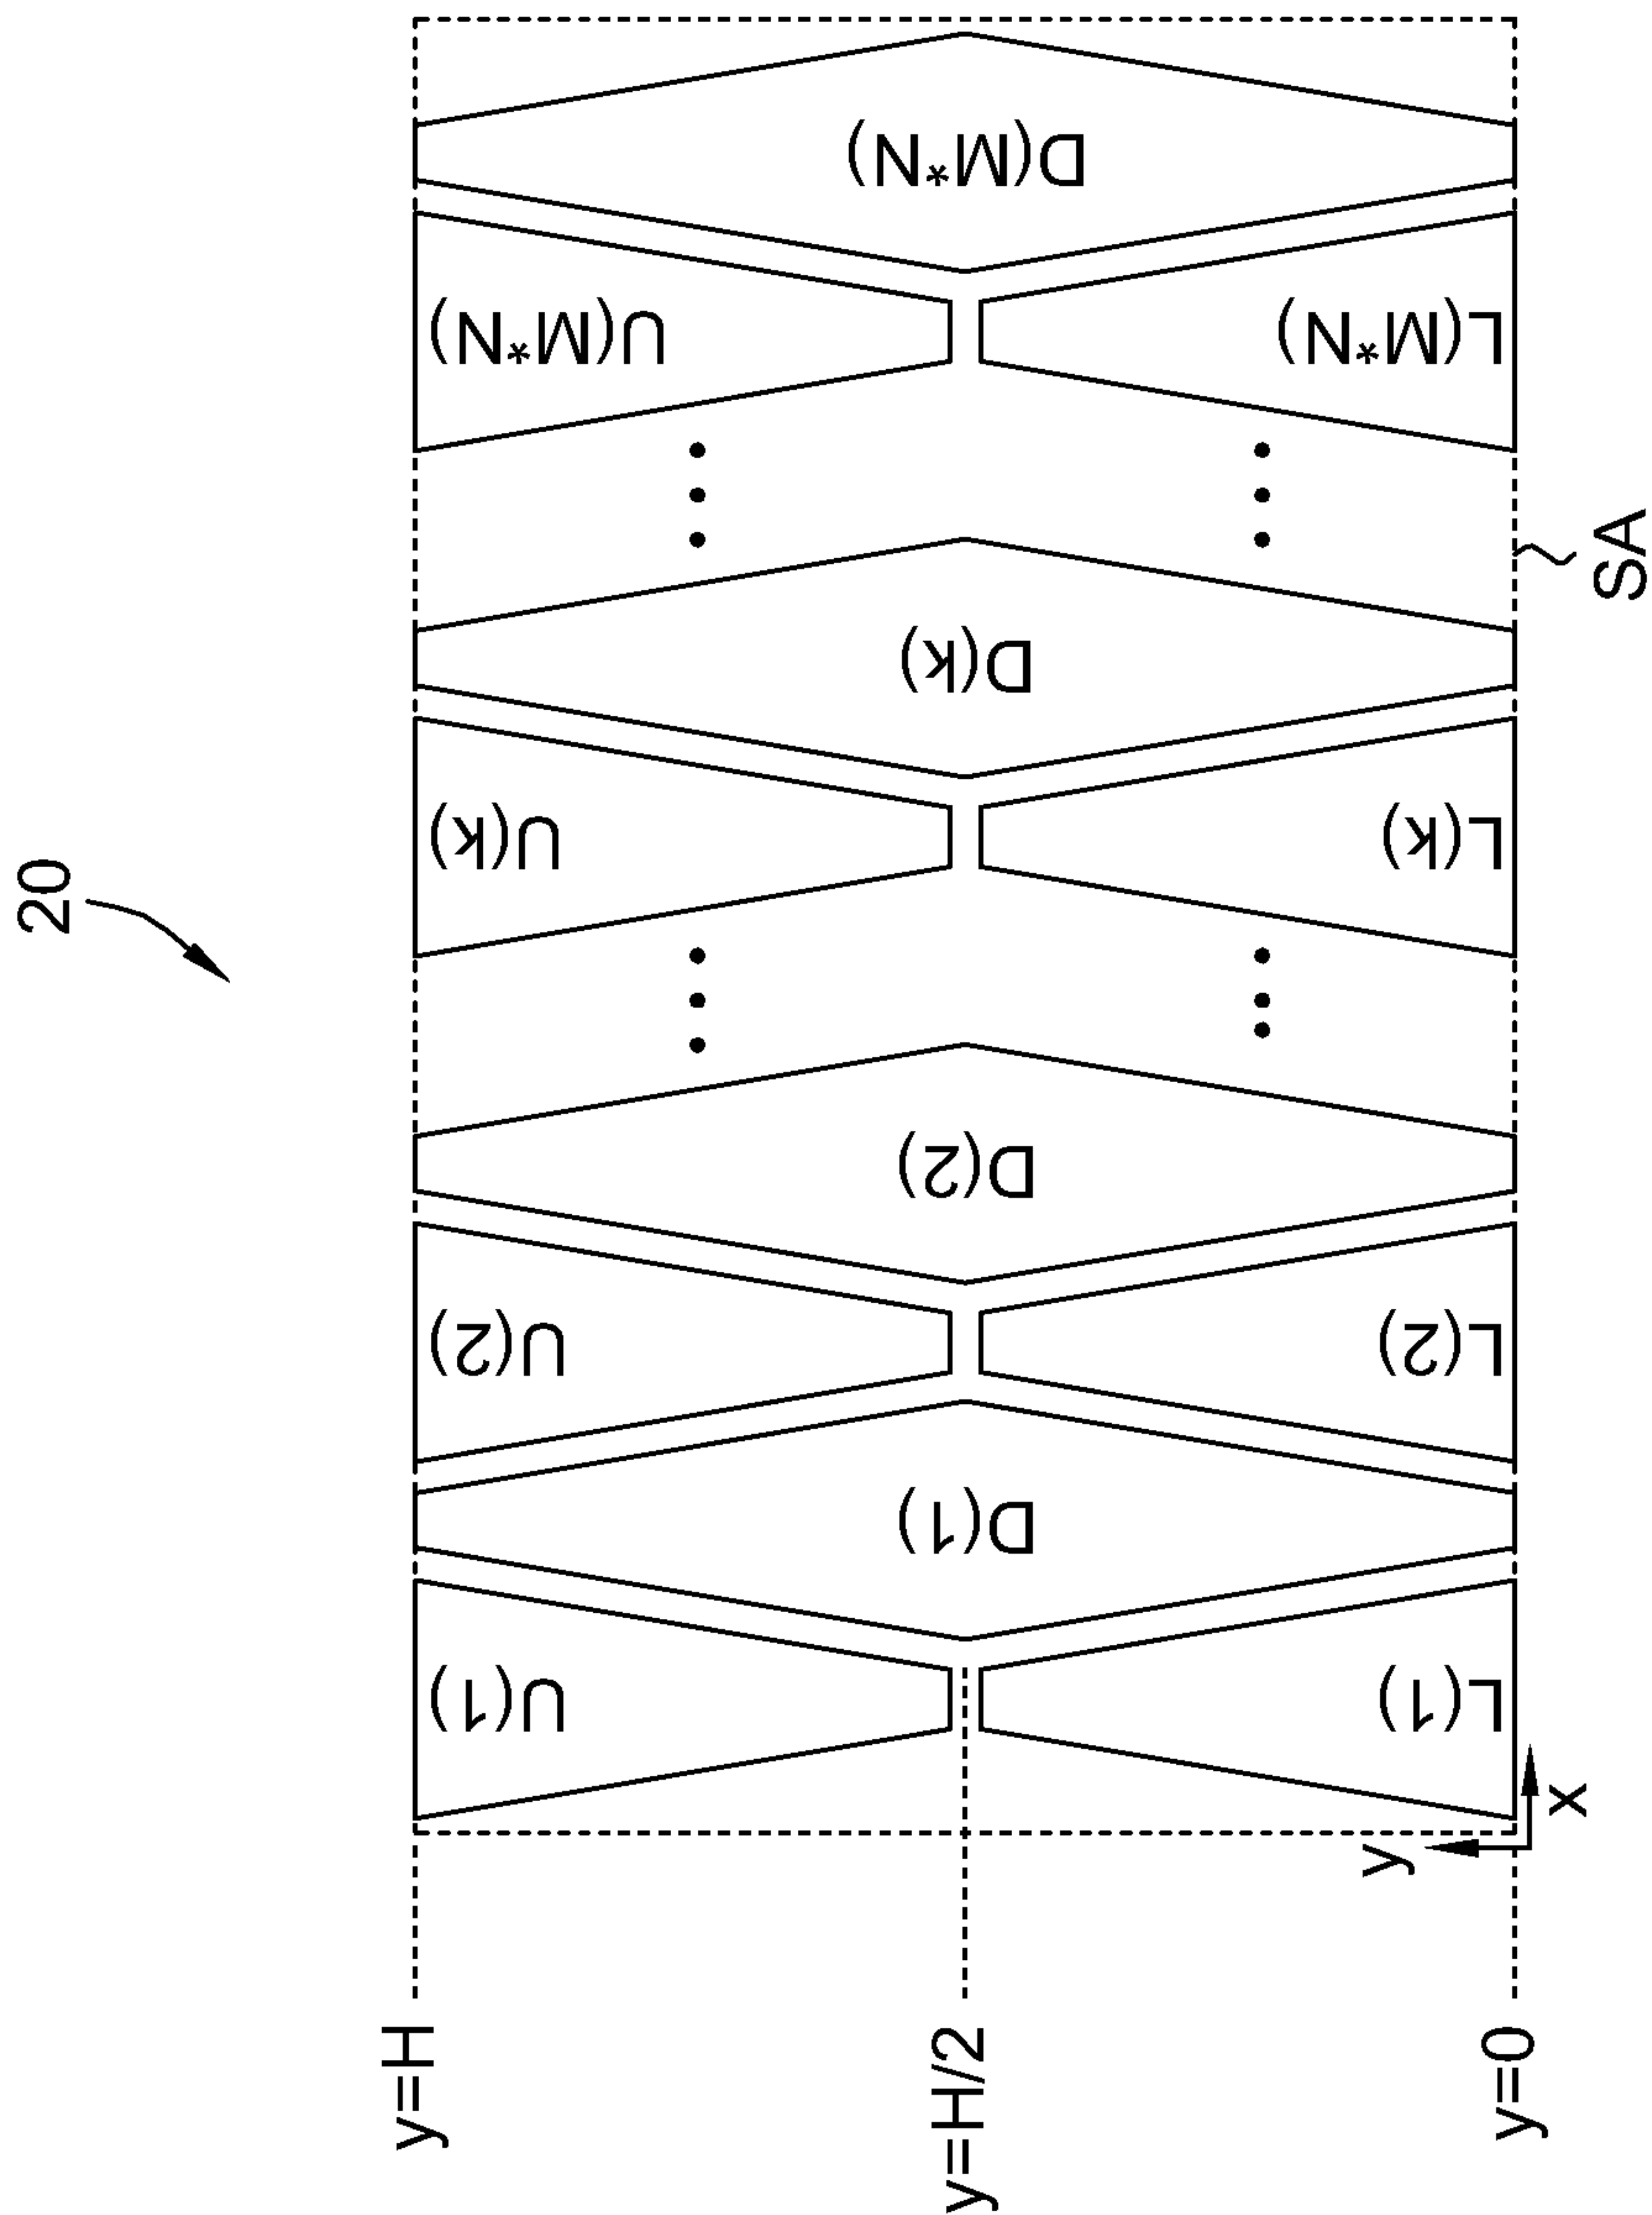 20
y=H
U(1)
U(2)
U(k)
U(M*N)
y=H/2
D(1)
D(2)
D(k)
D(M*N)
L(1)
L(2)
L(k)
L(M*N)
y
y=0
x
SA